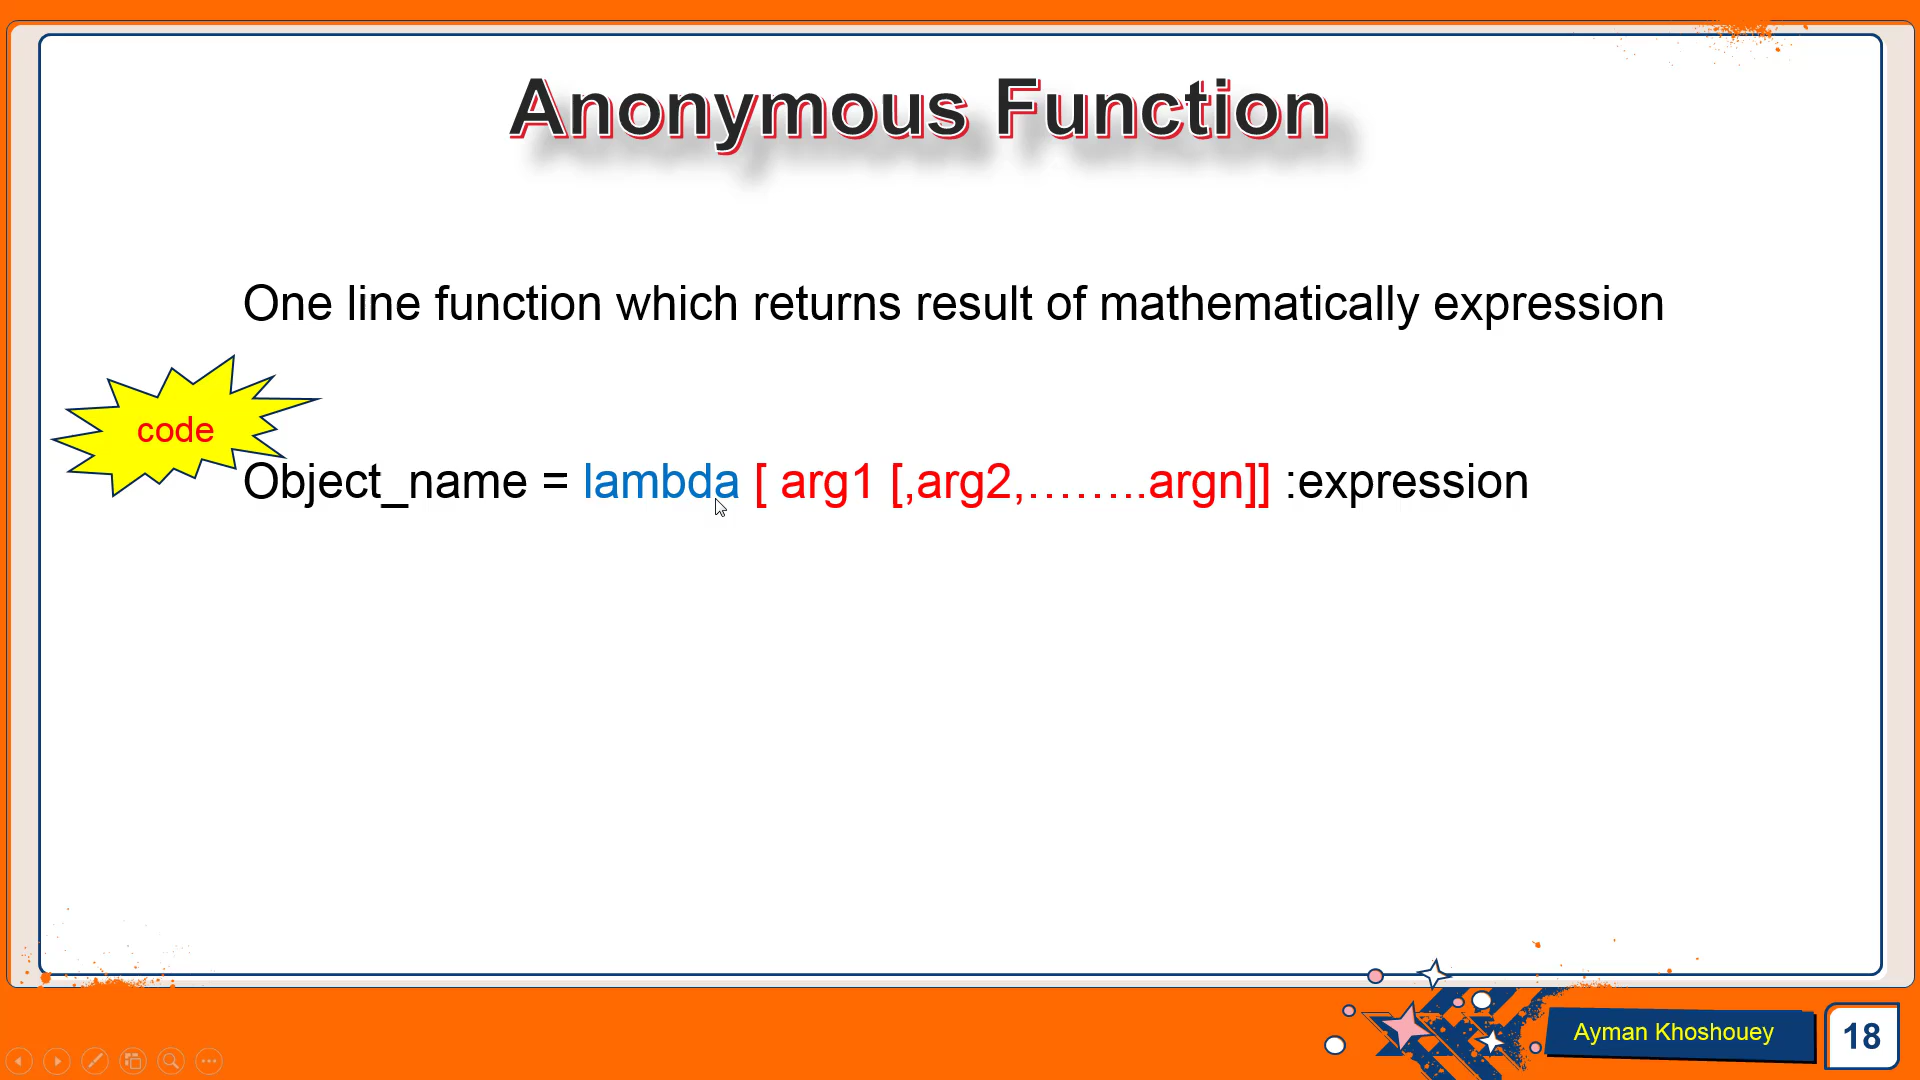 Anonymous Function
One line function which returns result of mathematically expression
code
Object_name = lambda [ arg1 [,arg2,……..argn]] :expression
Ayman Khoshouey
18